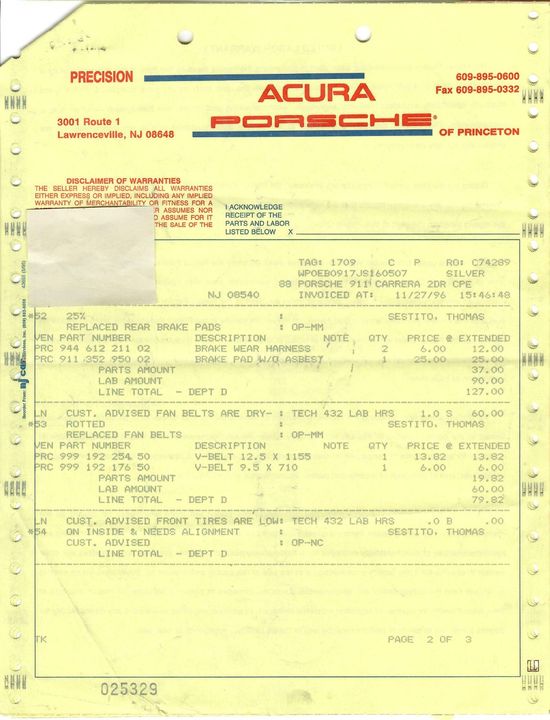 PRECISION
ACURA
PORSCHE®
OF PRINCETON
609-895-0600
Fax 609-895-0332
3001 Route 1
Lawrenceville, NJ 08648
DISCLAIMER OF WARRANTIES
THE SELLER HEREBY DISCLAIMS ALL WARRANTIES
EITHER EXPRESS OR IMPLIED, INCLUDING ANY IMPLIED
WARRANTY OF MERCHANTABILITY OR FITNESS FOR A
R ASSUMES NOR
O ASSUME FOR IT
THE SALE OF THE
I ACKNOWLEDGE
RECEIPT OF THE
PARTS AND LABOR
LISTED BELOW X
TAG: 1709 C P RO: C74289
WPOEB0917JS160507 SILVER
88 PORSCHE 911 CARRERA 2DR CPE
NJ 08540 INVOICED AT: 11/27/96 15:46:48
*52 25% : SESTITO, THOMAS
REPLACED REAR BRAKE PADS : OP-MM
VEN PART NUMBER DESCRIPTION NOTE QTY PRICE @ EXTENDED
PRC 944 612 211 02 BRAKE WEAR HARNESS 2 6.00 12.00
PRC 911 352 950 02 BRAKE PAD W/O ASBEST 1 25.00 25.00
PARTS AMOUNT 37.00
LAB AMOUNT 90.00
LINE TOTAL - DEPT D 127.00
LN CUST. ADVISED FAN BELTS ARE DRY- : TECH 432 LAB HRS 1.0 S 60.00
*53 ROTTED : SESTITO, THOMAS
REPLACED FAN BELTS : OP-MM
VEN PART NUMBER DESCRIPTION NOTE QTY PRICE @ EXTENDED
PRC 999 192 254 50 V-BELT 12.5 X 1155 1 13.82 13.82
PRC 999 192 176 50 V-BELT 9.5 X 710 1 6.00 6.00
PARTS AMOUNT 19.82
LAB AMOUNT 60.00
LINE TOTAL - DEPT D 79.82
LN CUST. ADVISED FRONT TIRES ARE LOW: TECH 432 LAB HRS .0 B .00
*54 ON INSIDE & NEEDS ALIGNMENT : SESTITO, THOMAS
CUST. ADVISED : OP-NC
LINE TOTAL - DEPT D
TK PAGE 2 OF 3
025329